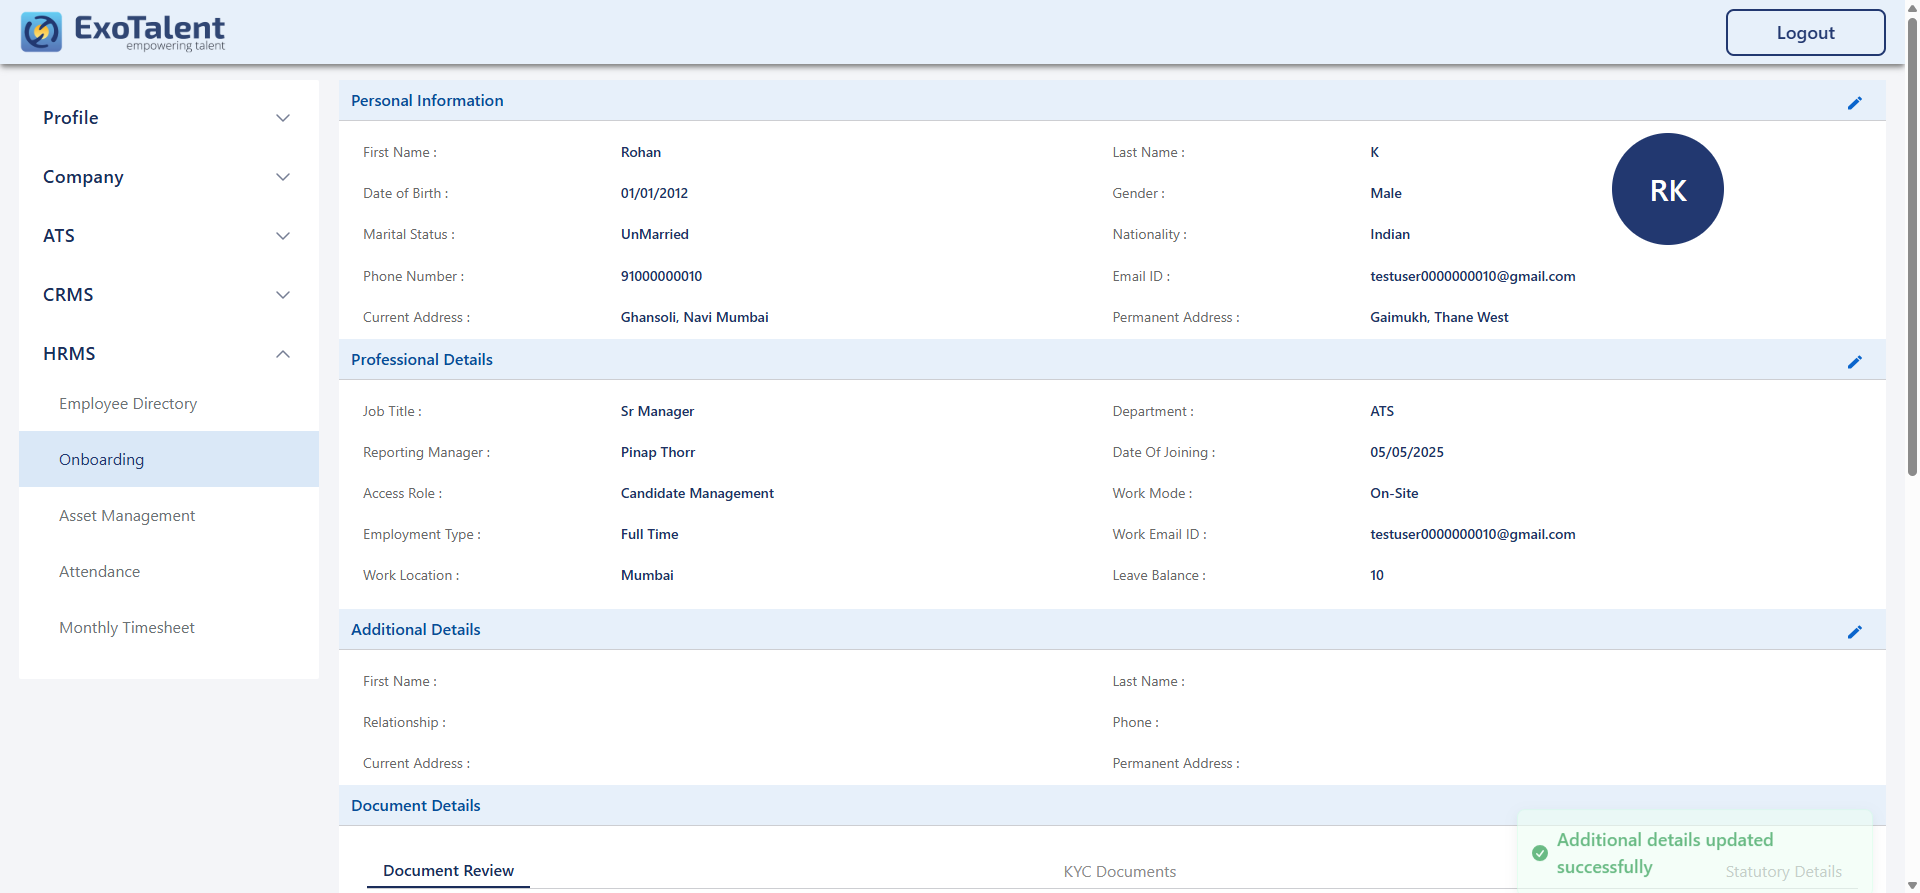 ExoTalent
empowering talent
Logout
Profile
Company
ATS
CRMS
HRMS
Employee Directory
Onboarding
Asset Management
Attendance
Monthly Timesheet
Personal Information
First Name : Rohan Last Name : K
RK
Date of Birth : 01/01/2012 Gender : Male
Marital Status : UnMarried Nationality : Indian
Phone Number : 91000000010 Email ID : testuser0000000010@gmail.com
Current Address : Ghansoli, Navi Mumbai Permanent Address : Gaimukh, Thane West
Professional Details
Job Title : Sr Manager Department : ATS
Reporting Manager : Pinap Thorr Date Of Joining : 05/05/2025
Access Role : Candidate Management Work Mode : On-Site
Employment Type : Full Time Work Email ID : testuser0000000010@gmail.com
Work Location : Mumbai Leave Balance : 10
Additional Details
First Name : Last Name :
Relationship : Phone :
Current Address : Permanent Address :
Document Details
Document Review KYC Documents Statutory Details
Additional details updated
successfully